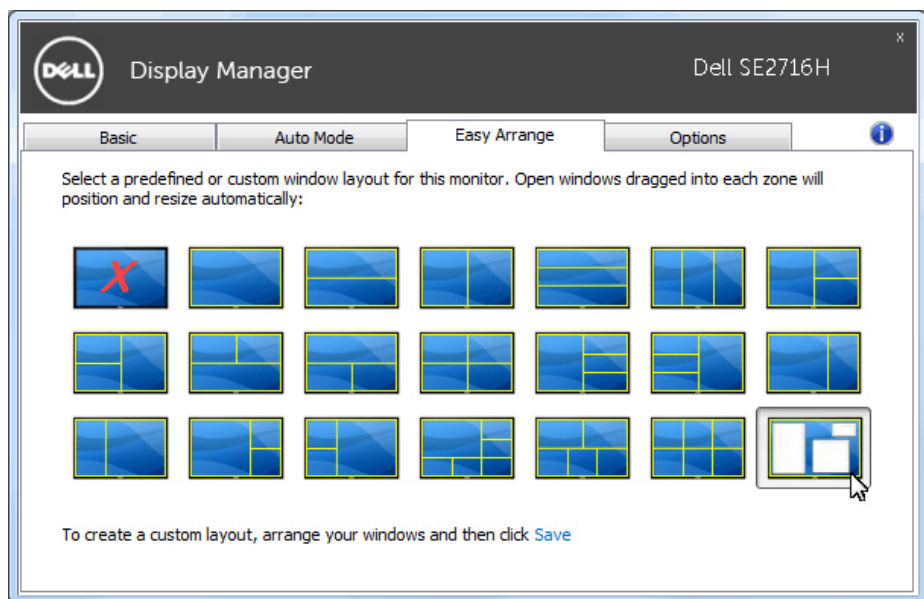 x
DELL
Display Manager
Dell SE2716H
Basic
Auto Mode
Easy Arrange
Options
i
Select a predefined or custom window layout for this monitor. Open windows dragged into each zone will
position and resize automatically:
X
To create a custom layout, arrange your windows and then click Save